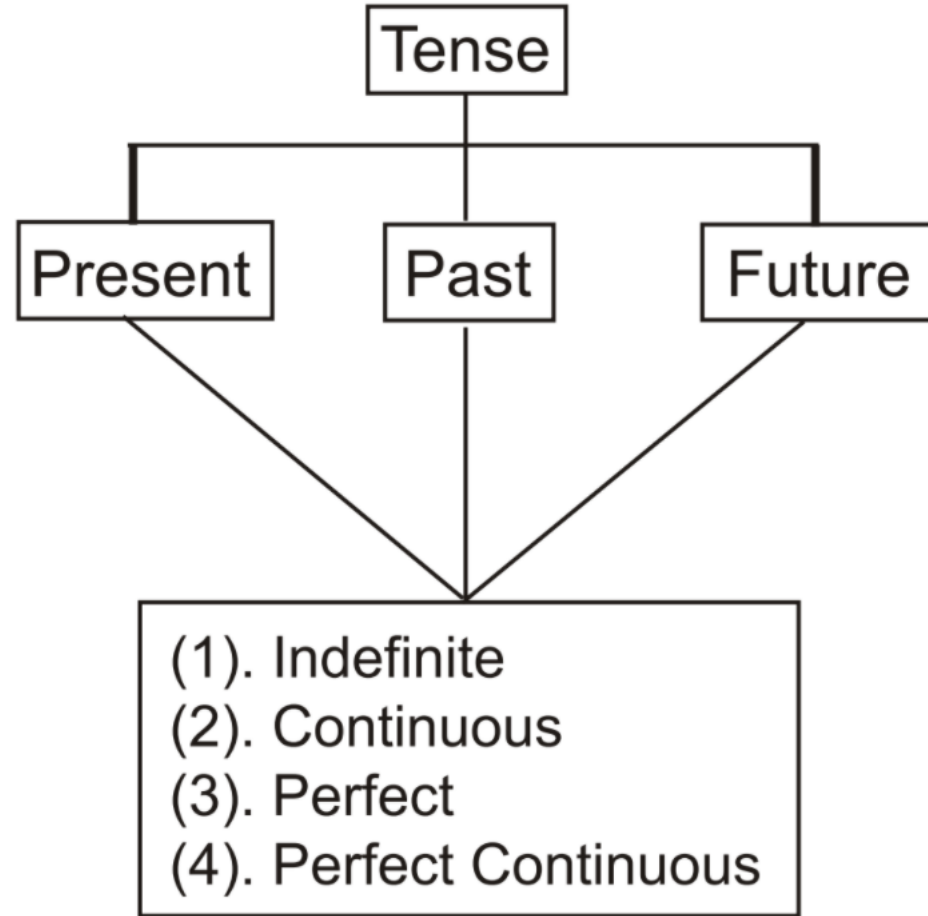 Tense
Present Past Future
(1). Indefinite
(2). Continuous
(3). Perfect
(4). Perfect Continuous